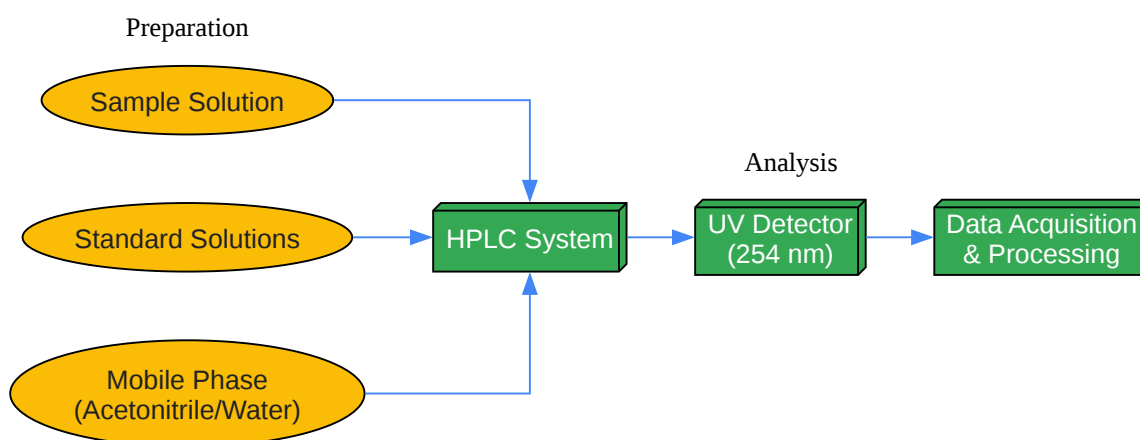 Preparation
Sample Solution
Analysis
Standard Solutions
HPLC System
UV Detector
(254 nm)
Data Acquisition
& Processing
Mobile Phase
(Acetonitrile/Water)